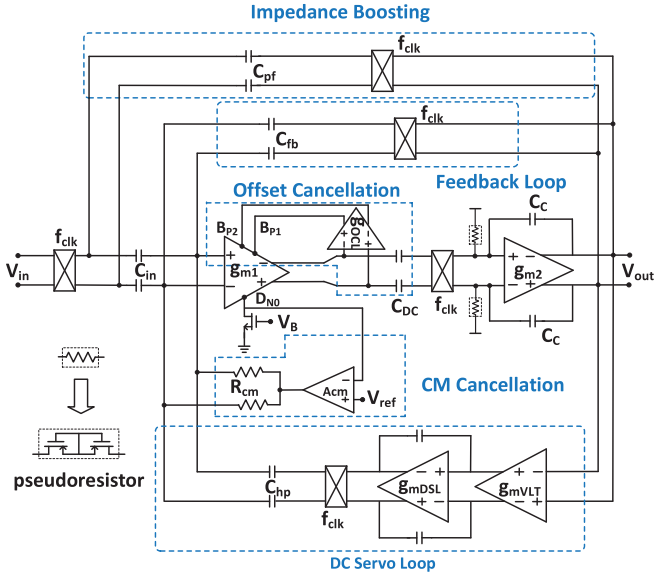 Impedance Boosting
fclk
Cpf
fclk
Cfb
Offset Cancellation
Feedback Loop
fclk
BP2
BP1
gOCL
CC
Vin
Cin
+
−
gm1
−
+
CDC
fclk
+
−
gm2
−
+
Vout
DN0
VB
CC
Rcm
Acm
−
+
Vref
CM Cancellation
pseudoresistor
Chp
fclk
gmDSL
−
+
+
−
gmVLT
+
−
−
+
DC Servo Loop